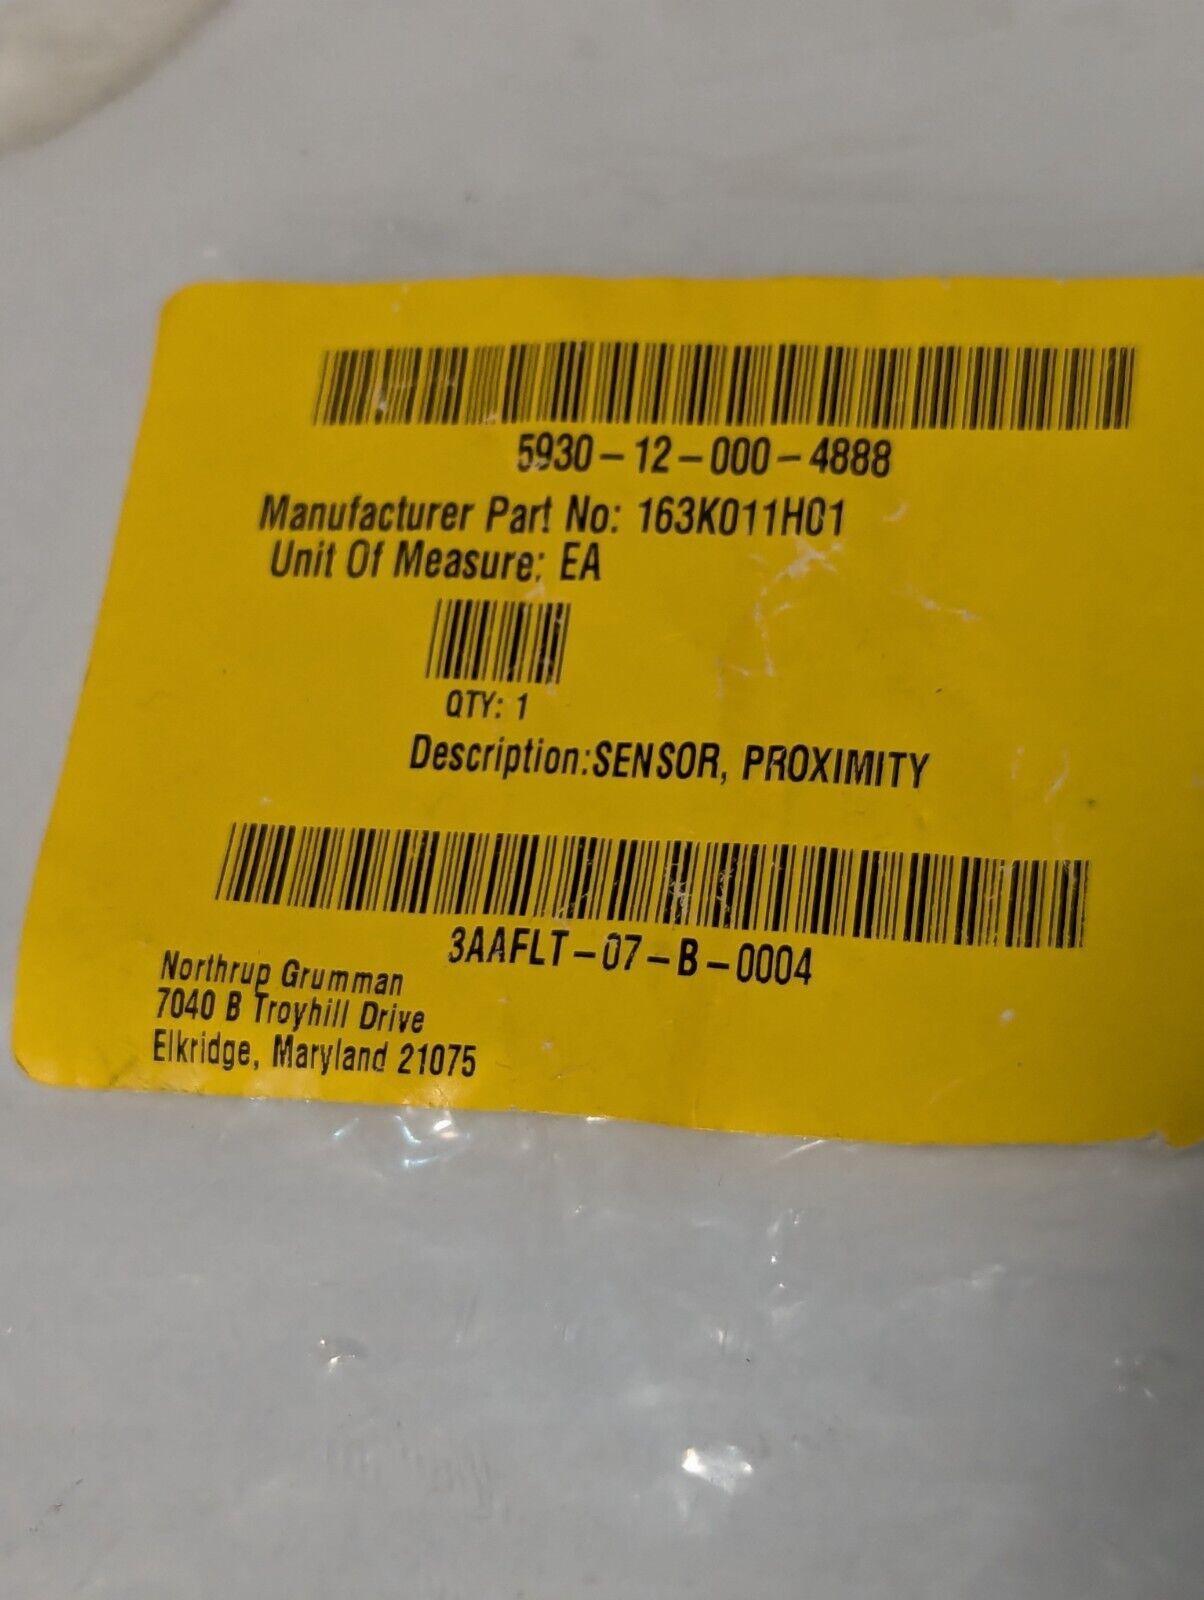 5930-12-000-4888
Manufacturer Part No: 163K011H01
Unit Of Measure: EA
QTY: 1
Description:SENSOR, PROXIMITY
3AAFLT-07-B-0004
Northrup Grumman
7040 B Troyhill Drive
Elkridge, Maryland 21075